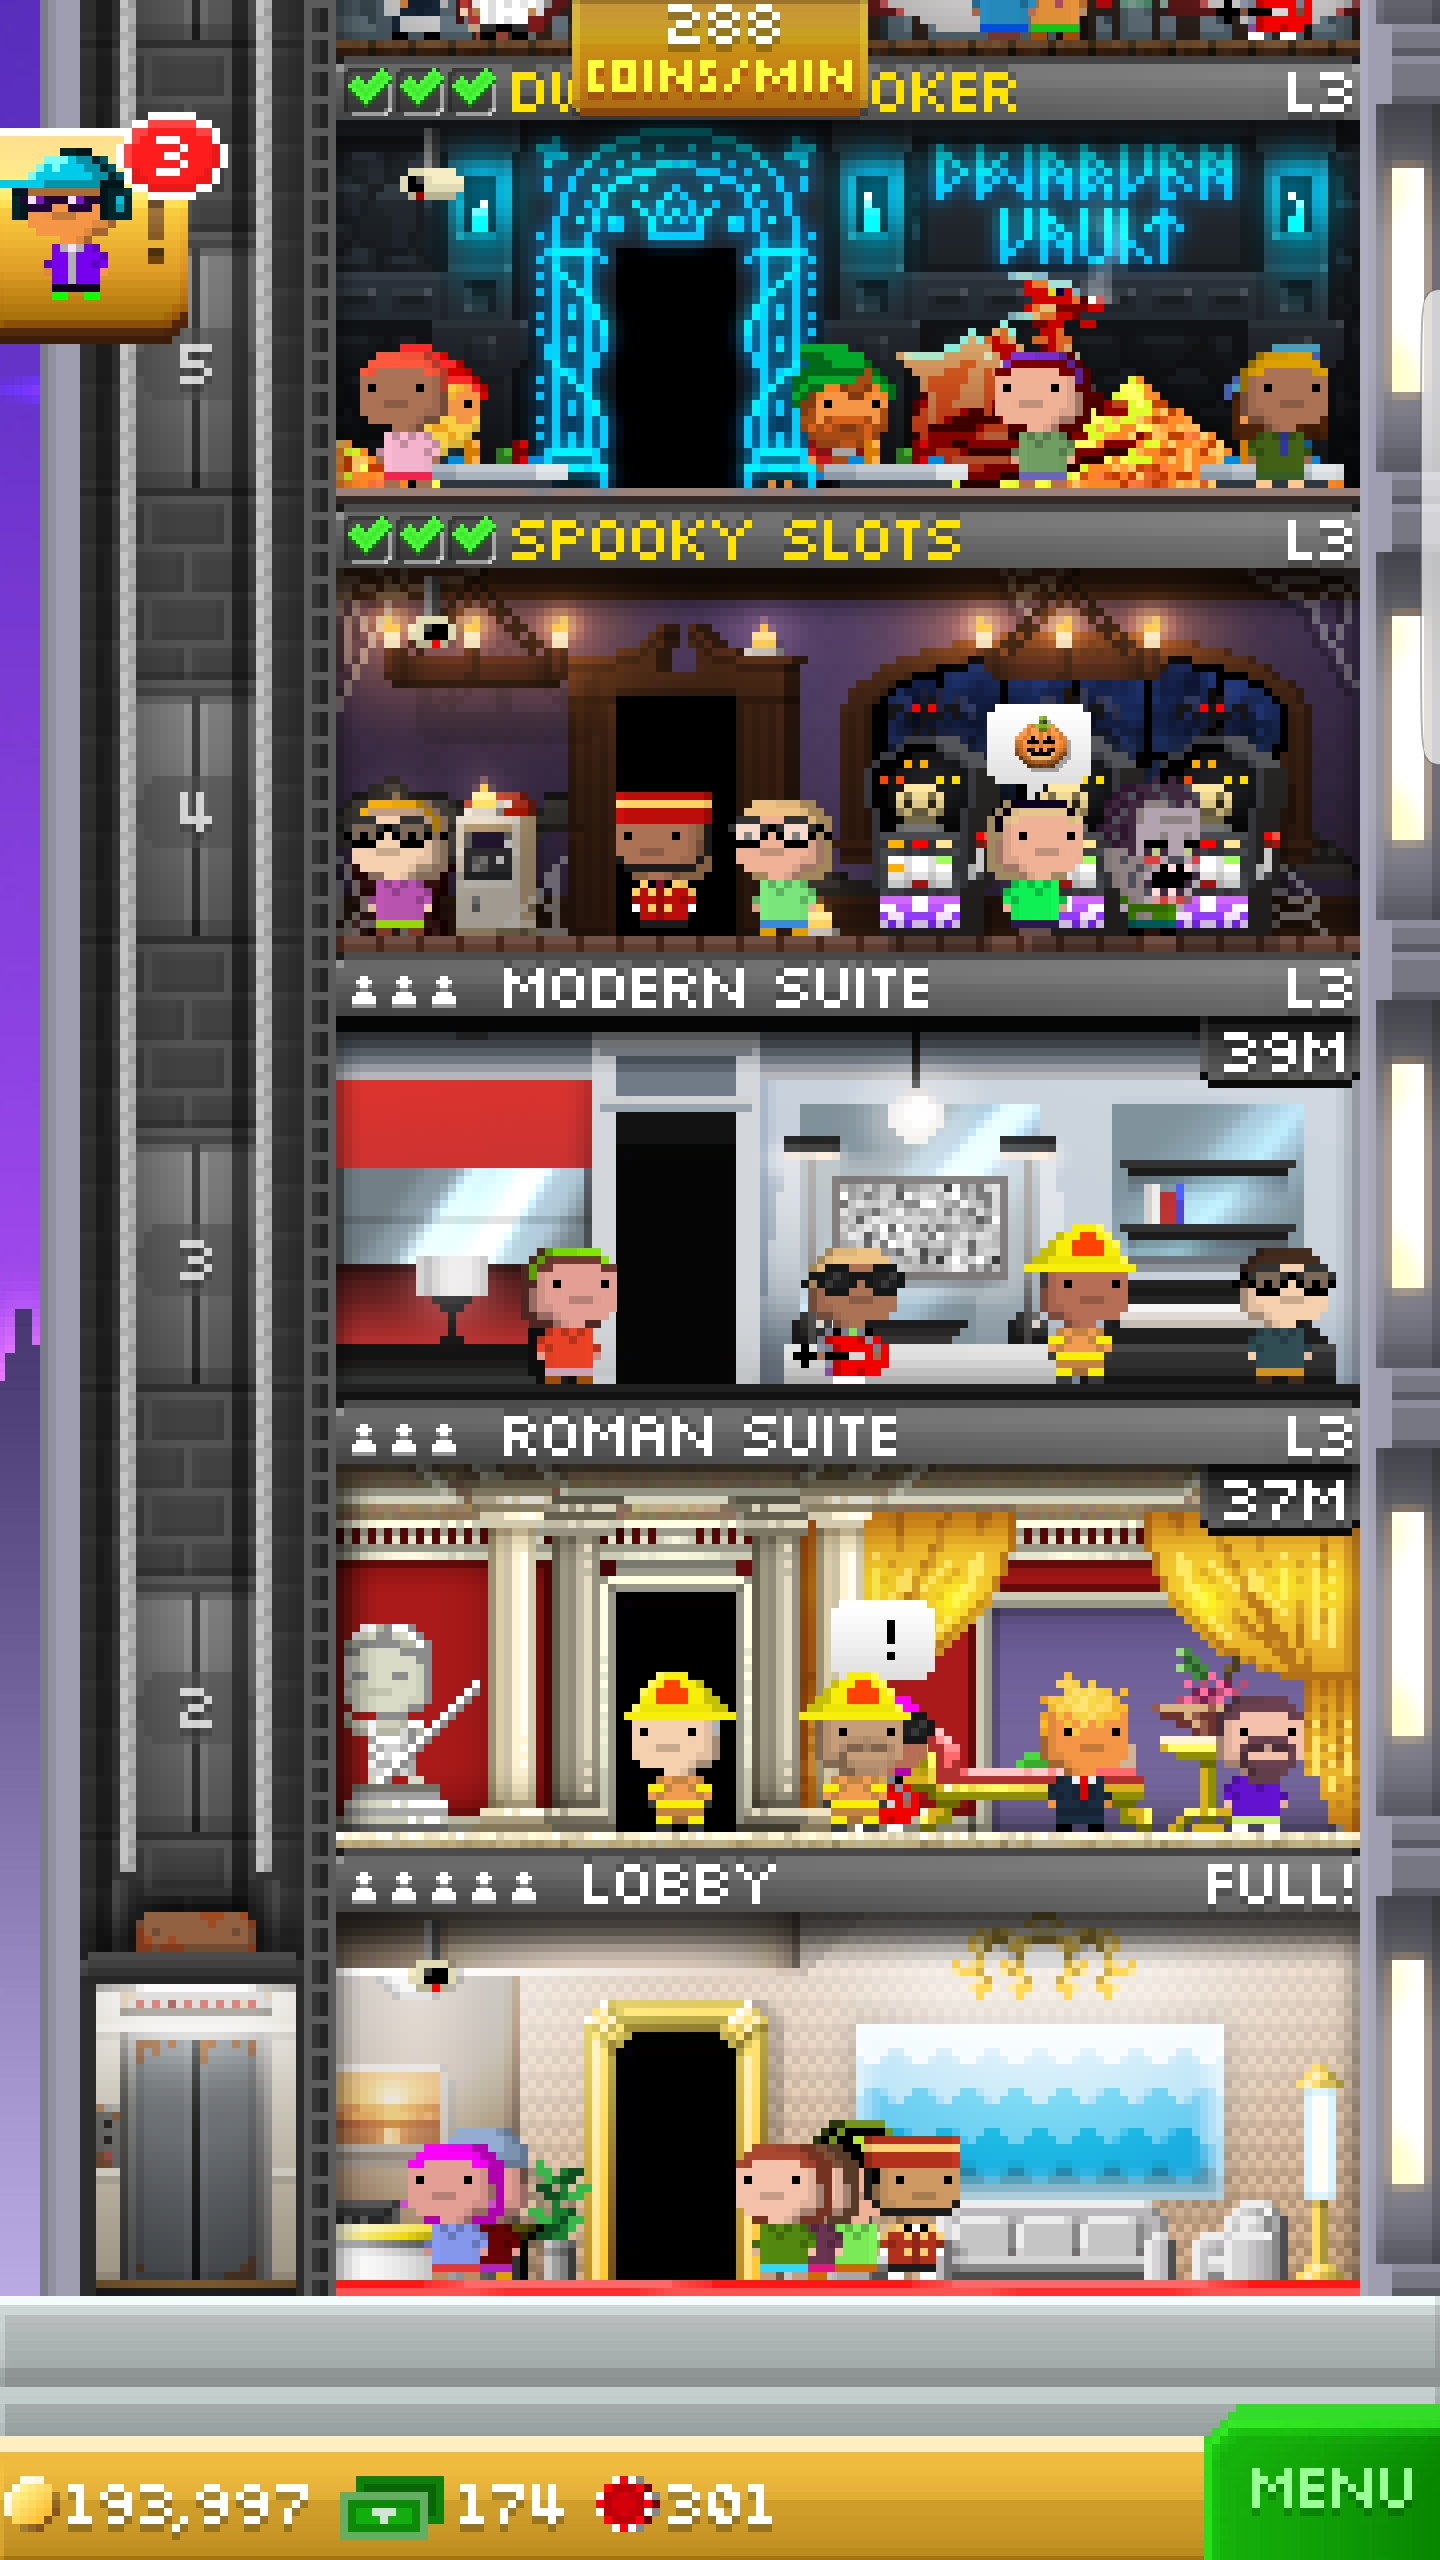 288
COINS/MIN
OKER L3
3
!
DWARVEN
VAULT
5
SPOOKY SLOTS L3
4
MODERN SUITE L3
39M
3
ROMAN SUITE L3
37M
!
2
LOBBY FULL!
193,997 174 301
MENU